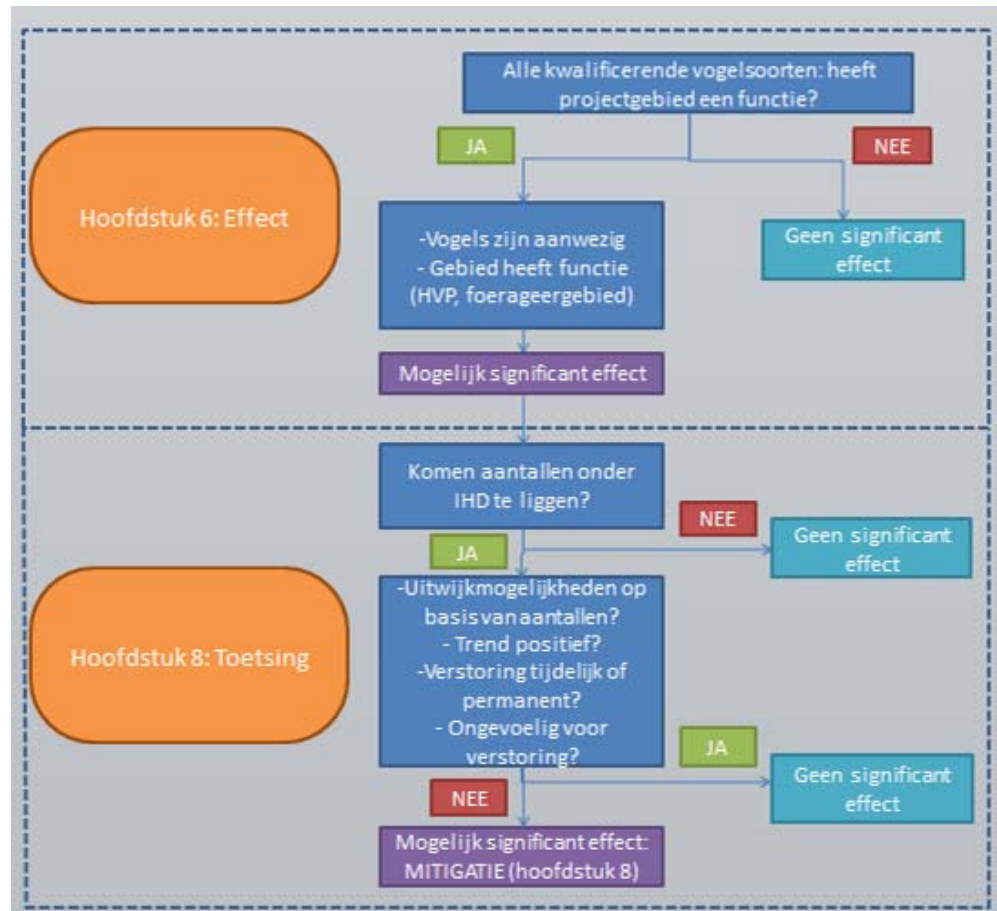 Alle kwalificerende vogelsoorten: heeft
projectgebied een functie?
JA
NEE
Hoofdstuk 6: Effect
-Vogels zijn aanwezig
- Gebied heeft functie
(HVP, foerageergebied)
Geen significant
effect
Mogelijk significant effect
Komen aantallen onder
IHD te liggen?
NEE
JA
Geen significant
effect
Hoofdstuk 8: Toetsing
-Uitwijkmogelijkheden op
basis van aantallen?
- Trend positief?
-Verstoring tijdelijk of
permanent?
- Ongevoelig voor
verstoring?
JA
NEE
Geen significant
effect
Mogelijk significant effect:
MITIGATIE (hoofdstuk 8)